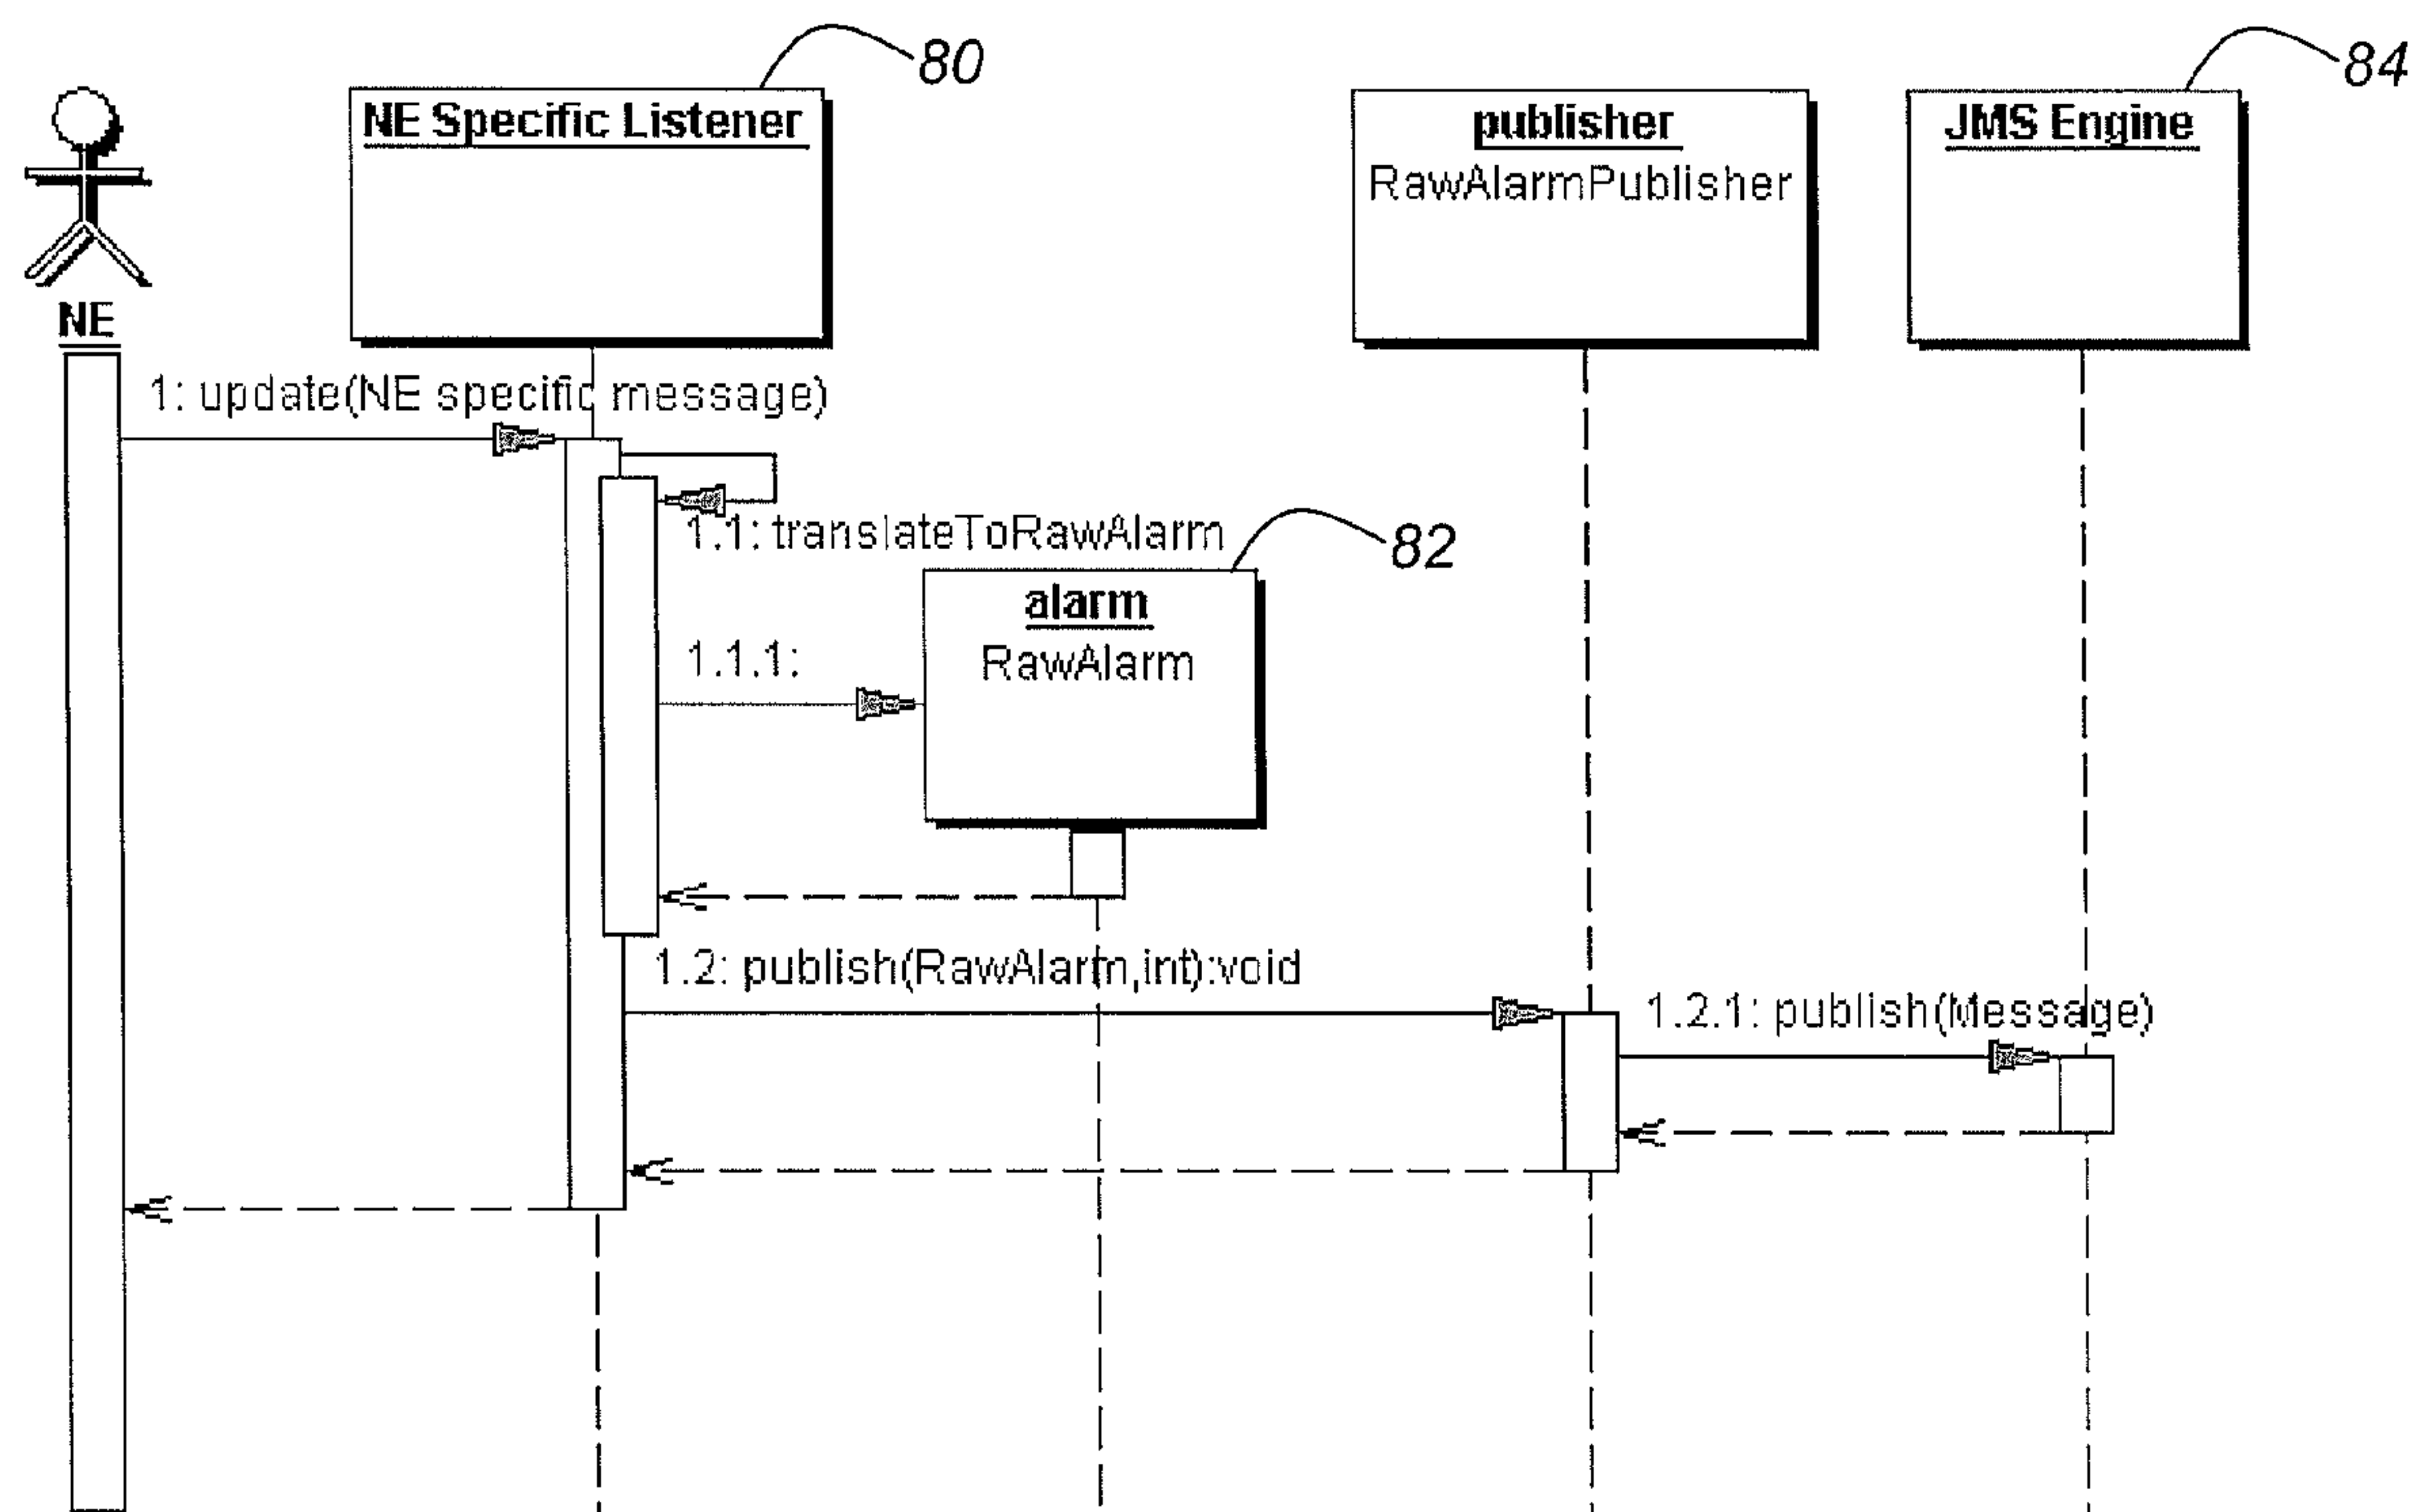 80
84
NE Specific Listener
publisher
RawAlarmPublisher
JMS Engine
NE
1: update(NE specific message)
1.1: translateToRawAlarm
82
alarm
RawAlarm
1.1.1:
1.2: publish(RawAlarm,int):void
1.2.1: publish(Message)